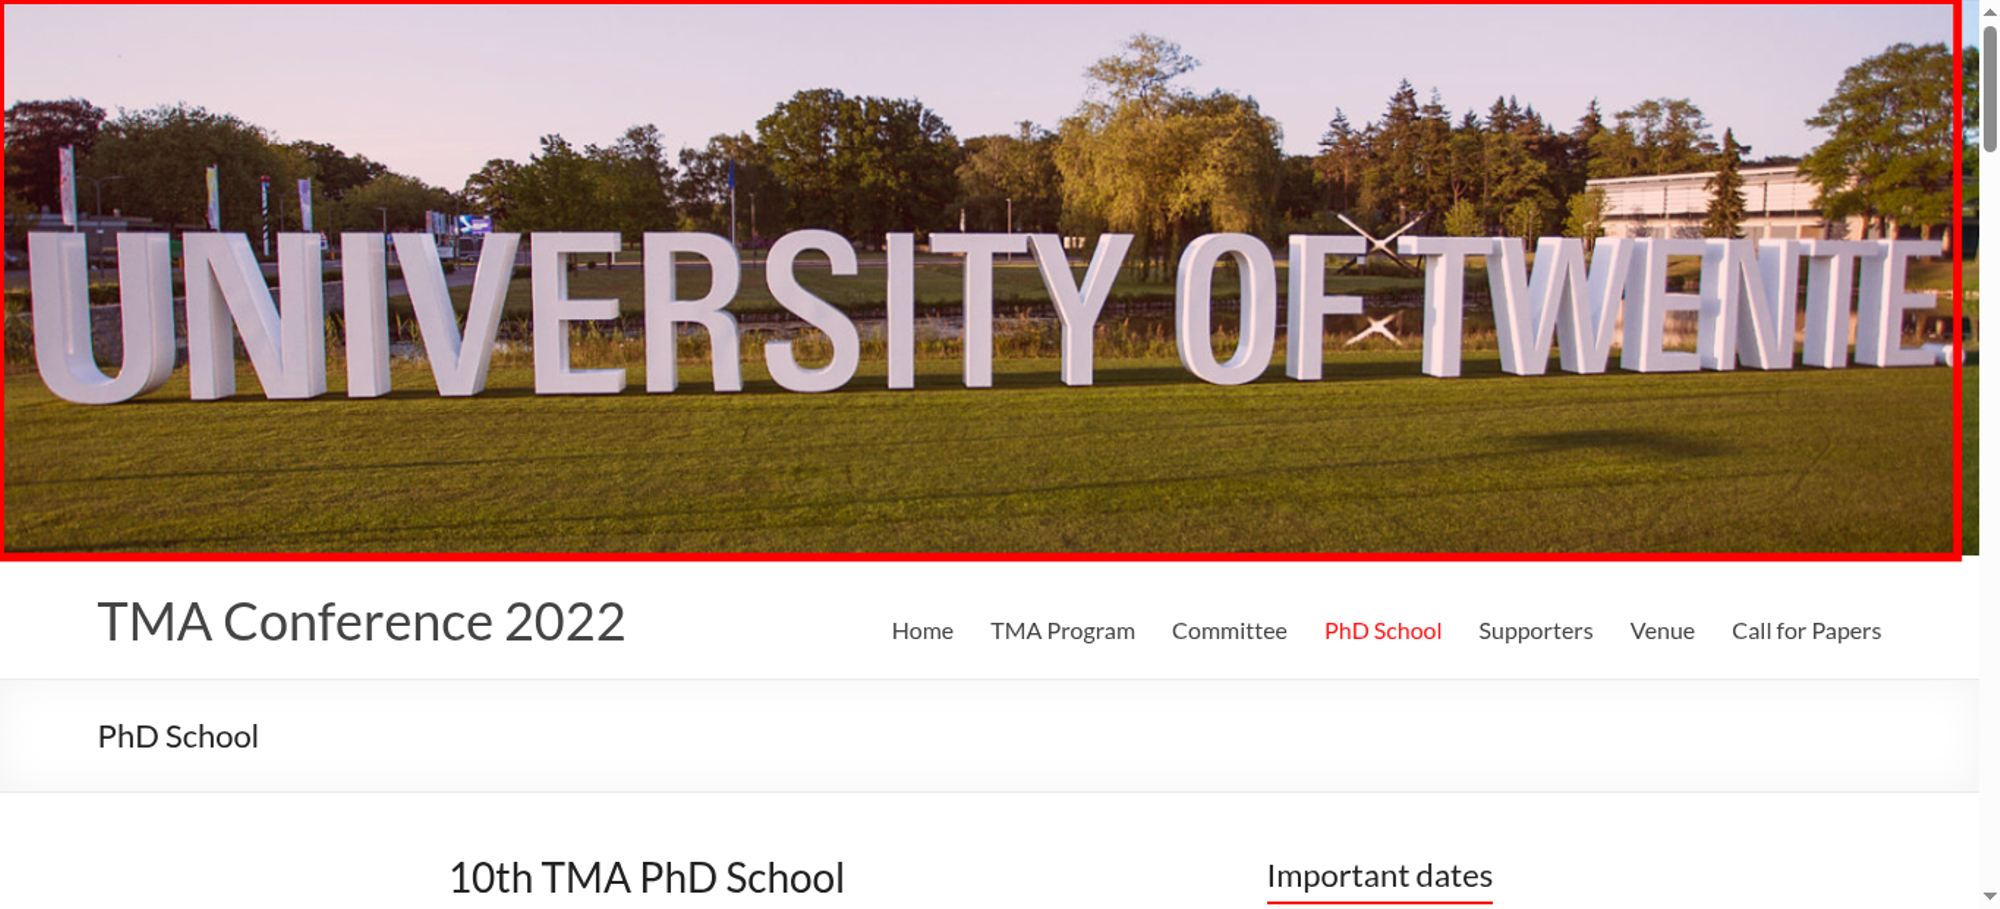 UNIVERSITY OF TWENTE.
TMA Conference 2022
Home TMA Program Committee PhD School Supporters Venue Call for Papers
PhD School
10th TMA PhD School
Important dates